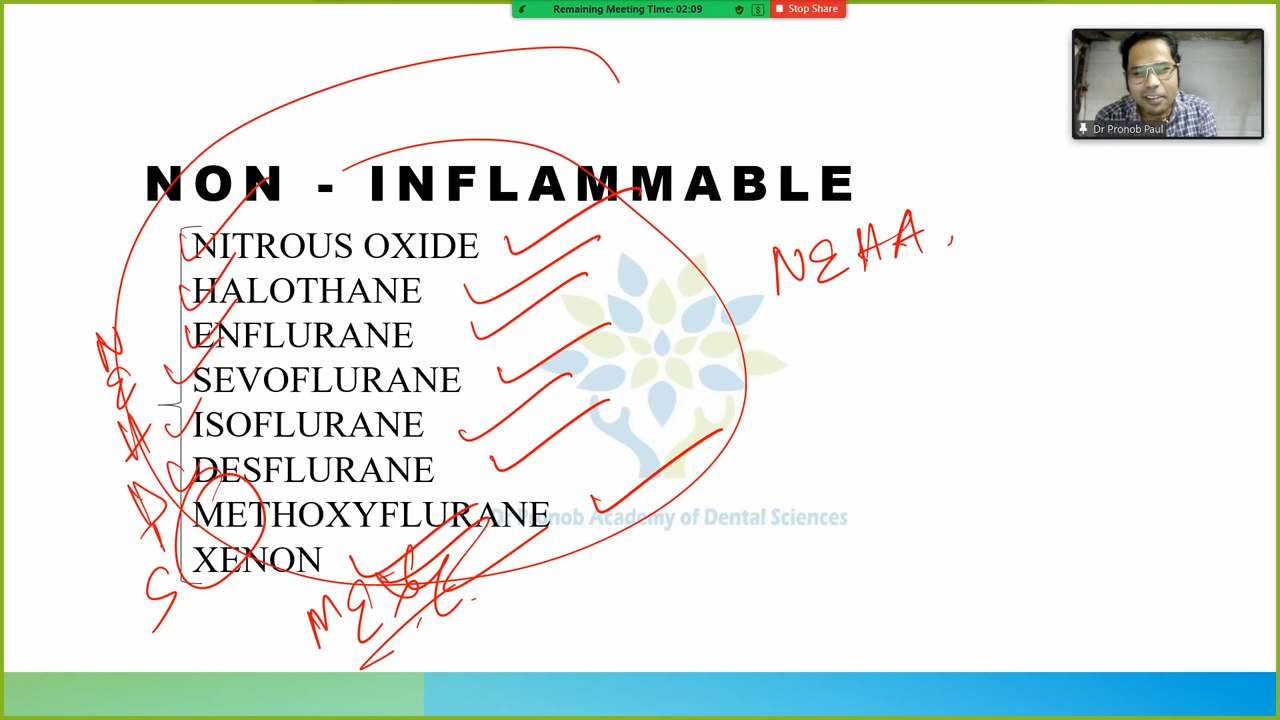 Remaining Meeting Time: 02:09
Stop Share
Dr Pronob Paul
NON - INFLAMMABLE
NITROUS OXIDE
HALOTHANE
ENFLURANE
SEVOFLURANE
ISOFLURANE
DESFLURANE
METHOXYFLURANE
XENON
NEHA
Dr Pronob Academy of Dental Sciences